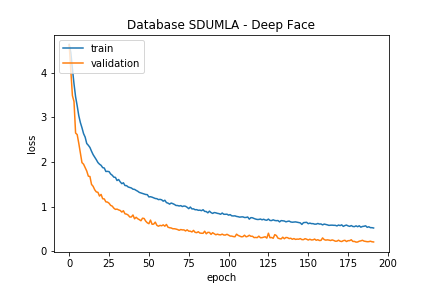 Database SDUMLA - Deep Face
train
validation
loss
4
3
2
1
0
0 25 50 75 100 125 150 175 200
epoch